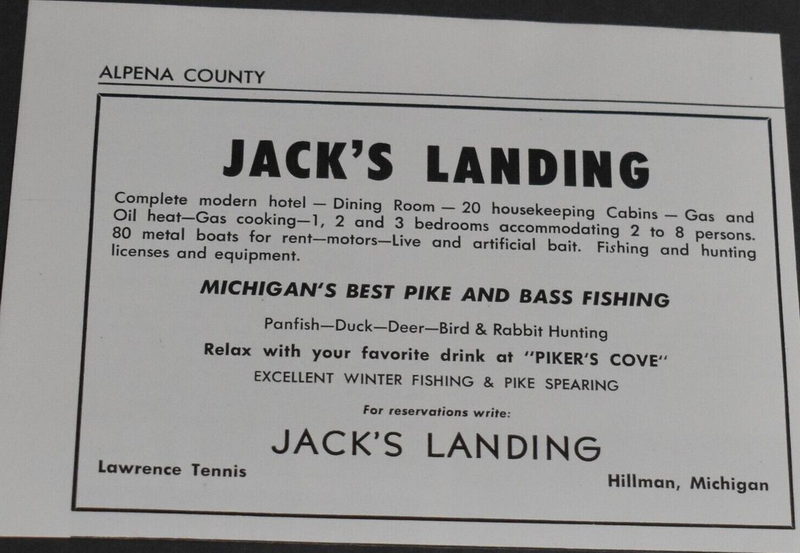 ALPENA COUNTY
JACK'S LANDING
Complete modern hotel — Dining Room — 20 housekeeping Cabins — Gas and
Oil heat—Gas cooking—1, 2 and 3 bedrooms accommodating 2 to 8 persons.
80 metal boats for rent—motors—Live and artificial bait. Fishing and hunting
licenses and equipment.
MICHIGAN'S BEST PIKE AND BASS FISHING
Panfish—Duck—Deer—Bird & Rabbit Hunting
Relax with your favorite drink at "PIKER'S COVE"
EXCELLENT WINTER FISHING & PIKE SPEARING
For reservations write:
JACK'S LANDING
Lawrence Tennis
Hillman, Michigan